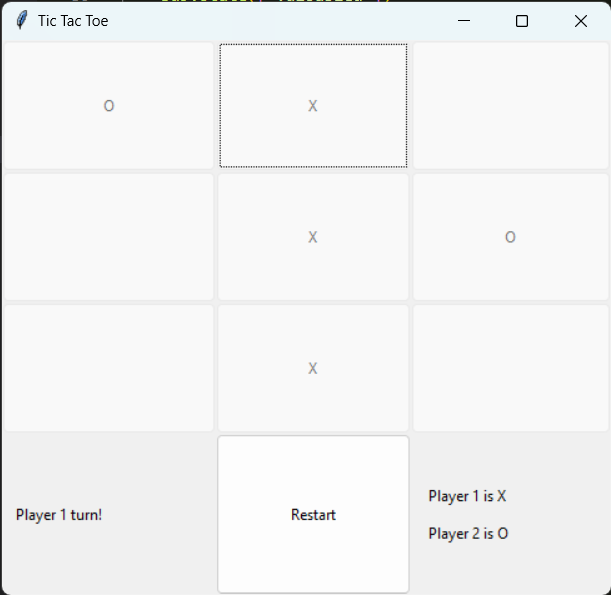 Tic Tac Toe
O X
X O
X
Player 1 turn!
Restart
Player 1 is X
Player 2 is O